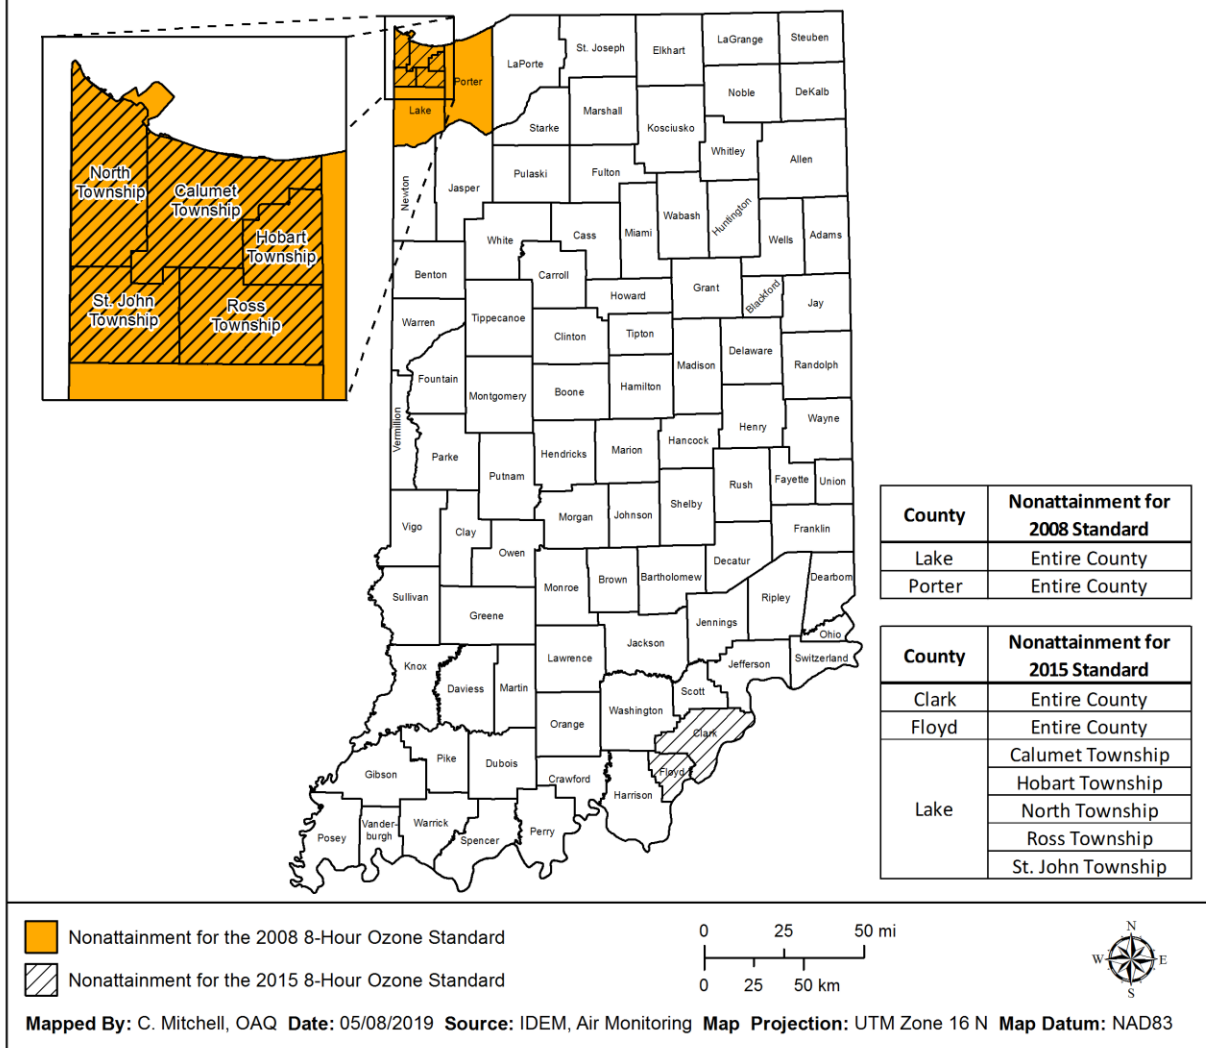 North
Township
Calumet
Township
Hobart
Township
St. John
Township
Ross
Township
Lake
Porter
LaPorte
St. Joseph
Elkhart
LaGrange
Steuben
Noble
DeKalb
Starke
Marshall
Kosciusko
Whitley
Allen
Newton
Jasper
Pulaski
Fulton
Wabash
Huntington
Wells
Adams
White
Cass
Miami
Benton
Carroll
Howard
Grant
Blackford
Jay
Warren
Tippecanoe
Clinton
Tipton
Madison
Delaware
Randolph
Fountain
Montgomery
Boone
Hamilton
Henry
Wayne
Vermillion
Parke
Putnam
Hendricks
Marion
Hancock
Rush
Fayette
Union
Shelby
Vigo
Clay
Owen
Morgan
Johnson
Franklin
Decatur
Dearborn
Sullivan
Greene
Monroe
Brown
Bartholomew
Jennings
Ripley
Ohio
Switzerland
Jefferson
Jackson
Lawrence
Knox
Daviess
Martin
Scott
Washington
Orange
Clark
Floyd
Gibson
Pike
Dubois
Crawford
Harrison
Posey
Vander-
burgh
Warrick
Spencer
Perry
County Nonattainment for
2008 Standard
Lake Entire County
Porter Entire County
County Nonattainment for
2015 Standard
Clark Entire County
Floyd Entire County
Lake Calumet Township
Hobart Township
North Township
Ross Township
St. John Township
Nonattainment for the 2008 8-Hour Ozone Standard
Nonattainment for the 2015 8-Hour Ozone Standard
0 25 50 mi
0 25 50 km
N
W E
S
Mapped By: C. Mitchell, OAQ Date: 05/08/2019 Source: IDEM, Air Monitoring Map Projection: UTM Zone 16 N Map Datum: NAD83